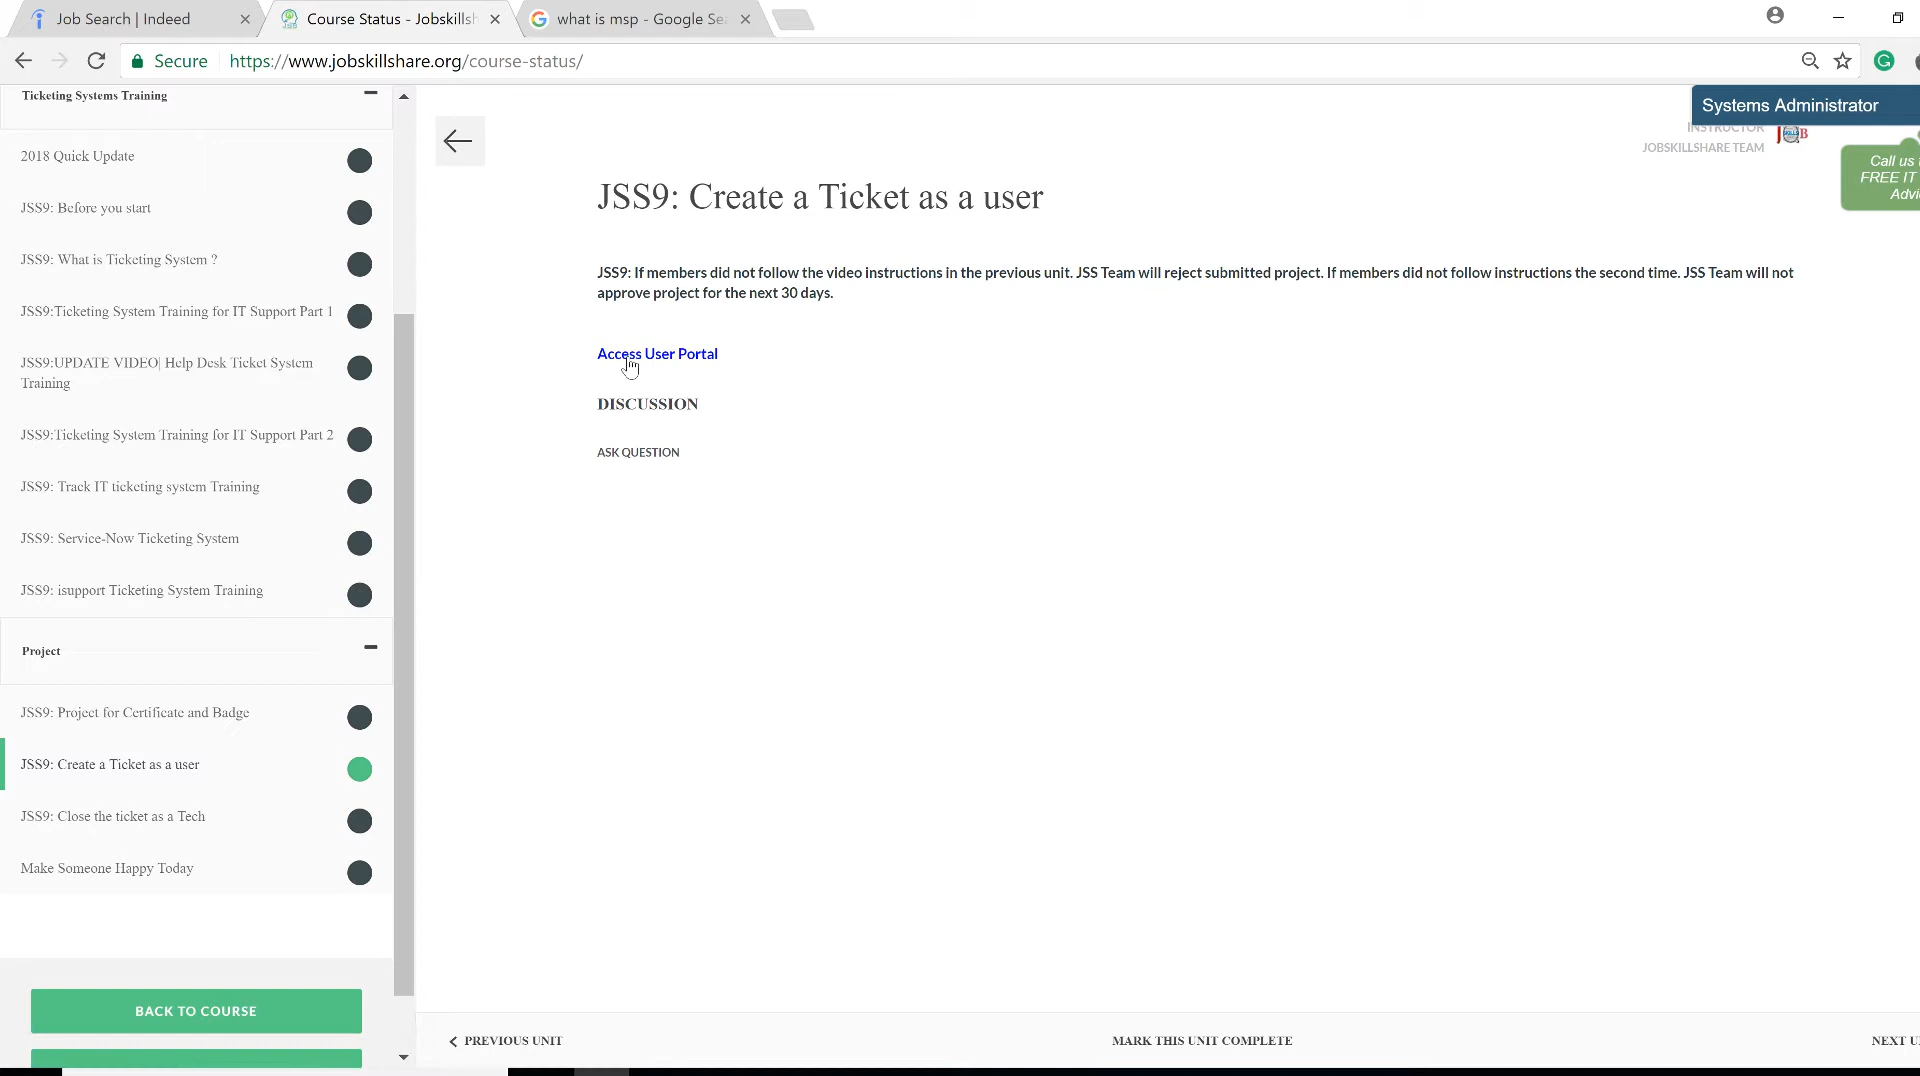 Job Search | Indeed
Course Status - Jobskillsh
what is msp - Google Sea
Secure
https://www.jobskillshare.org/course-status/
Ticketing Systems Training
2018 Quick Update
JSS9: Before you start
JSS9: What is Ticketing System ?
JSS9:Ticketing System Training for IT Support Part 1
JSS9:UPDATE VIDEO| Help Desk Ticket System
Training
JSS9:Ticketing System Training for IT Support Part 2
JSS9: Track IT ticketing system Training
JSS9: Service-Now Ticketing System
JSS9: isupport Ticketing System Training
Project
JSS9: Project for Certificate and Badge
JSS9: Create a Ticket as a user
JSS9: Close the ticket as a Tech
Make Someone Happy Today
BACK TO COURSE
Systems Administrator
INSTRUCTOR
JOBSKILLSHARE TEAM
Call us
FREE IT
Advi
JSS9: Create a Ticket as a user
JSS9: If members did not follow the video instructions in the previous unit. JSS Team will reject submitted project. If members did not follow instructions the second time. JSS Team will not
approve project for the next 30 days.
Access User Portal
DISCUSSION
ASK QUESTION
PREVIOUS UNIT
MARK THIS UNIT COMPLETE
NEXT U